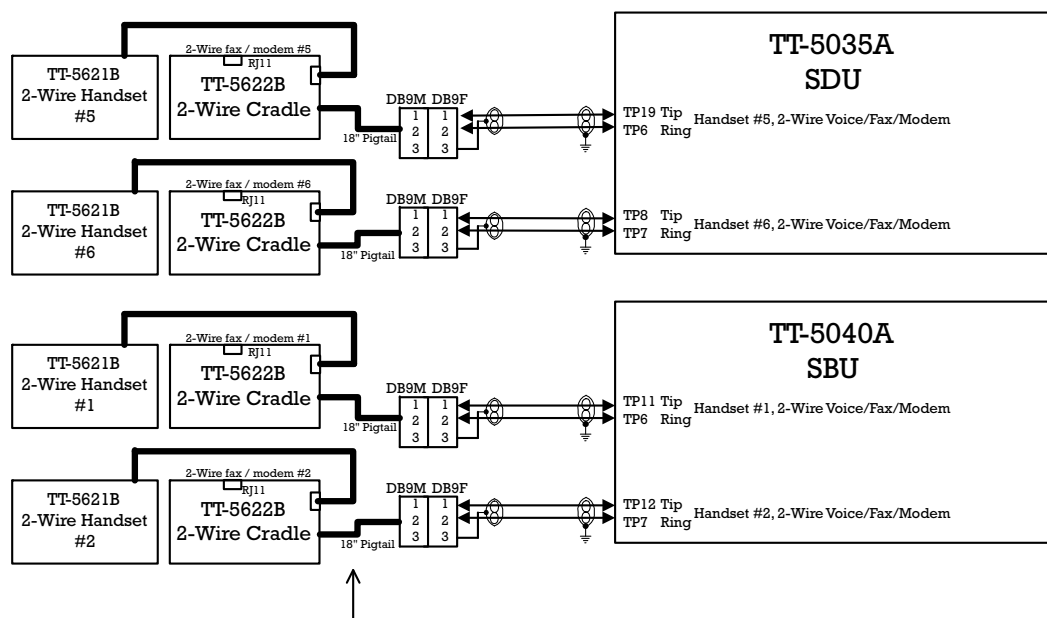 2-Wire fax / modem #5
RJ11
TT-5621B
2-Wire Handset
#5
TT-5622B
2-Wire Cradle
18" Pigtail
DB9M DB9F
1 1
2 2
3 3
TP19 Tip
TP6 Ring
Handset #5, 2-Wire Voice/Fax/Modem
TT-5035A
SDU
2-Wire fax / modem #6
RJ11
TT-5621B
2-Wire Handset
#6
TT-5622B
2-Wire Cradle
18" Pigtail
DB9M DB9F
1 1
2 2
3 3
TP8 Tip
TP7 Ring
Handset #6, 2-Wire Voice/Fax/Modem
2-Wire fax / modem #1
RJ11
TT-5621B
2-Wire Handset
#1
TT-5622B
2-Wire Cradle
18" Pigtail
DB9M DB9F
1 1
2 2
3 3
TP11 Tip
TP6 Ring
Handset #1, 2-Wire Voice/Fax/Modem
TT-5040A
SBU
2-Wire fax / modem #2
RJ11
TT-5621B
2-Wire Handset
#2
TT-5622B
2-Wire Cradle
18" Pigtail
DB9M DB9F
1 1
2 2
3 3
TP12 Tip
TP7 Ring
Handset #2, 2-Wire Voice/Fax/Modem